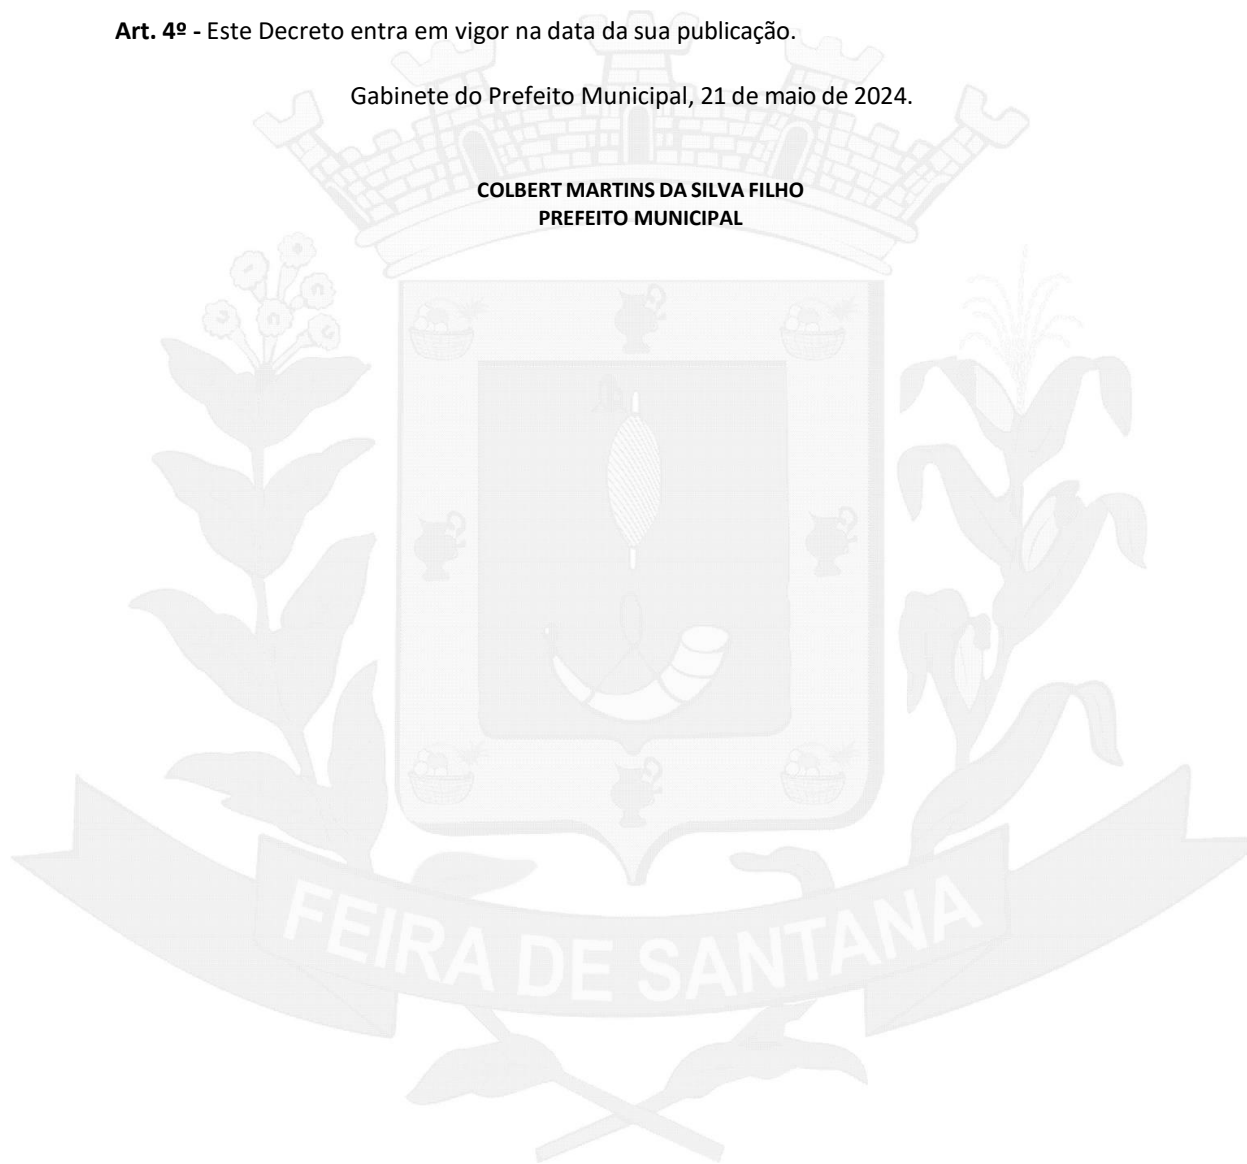 Art. 4º - Este Decreto entra em vigor na data da sua publicação.
Gabinete do Prefeito Municipal, 21 de maio de 2024.
COLBERT MARTINS DA SILVA FILHO
PREFEITO MUNICIPAL
FEIRA DE SANTANA